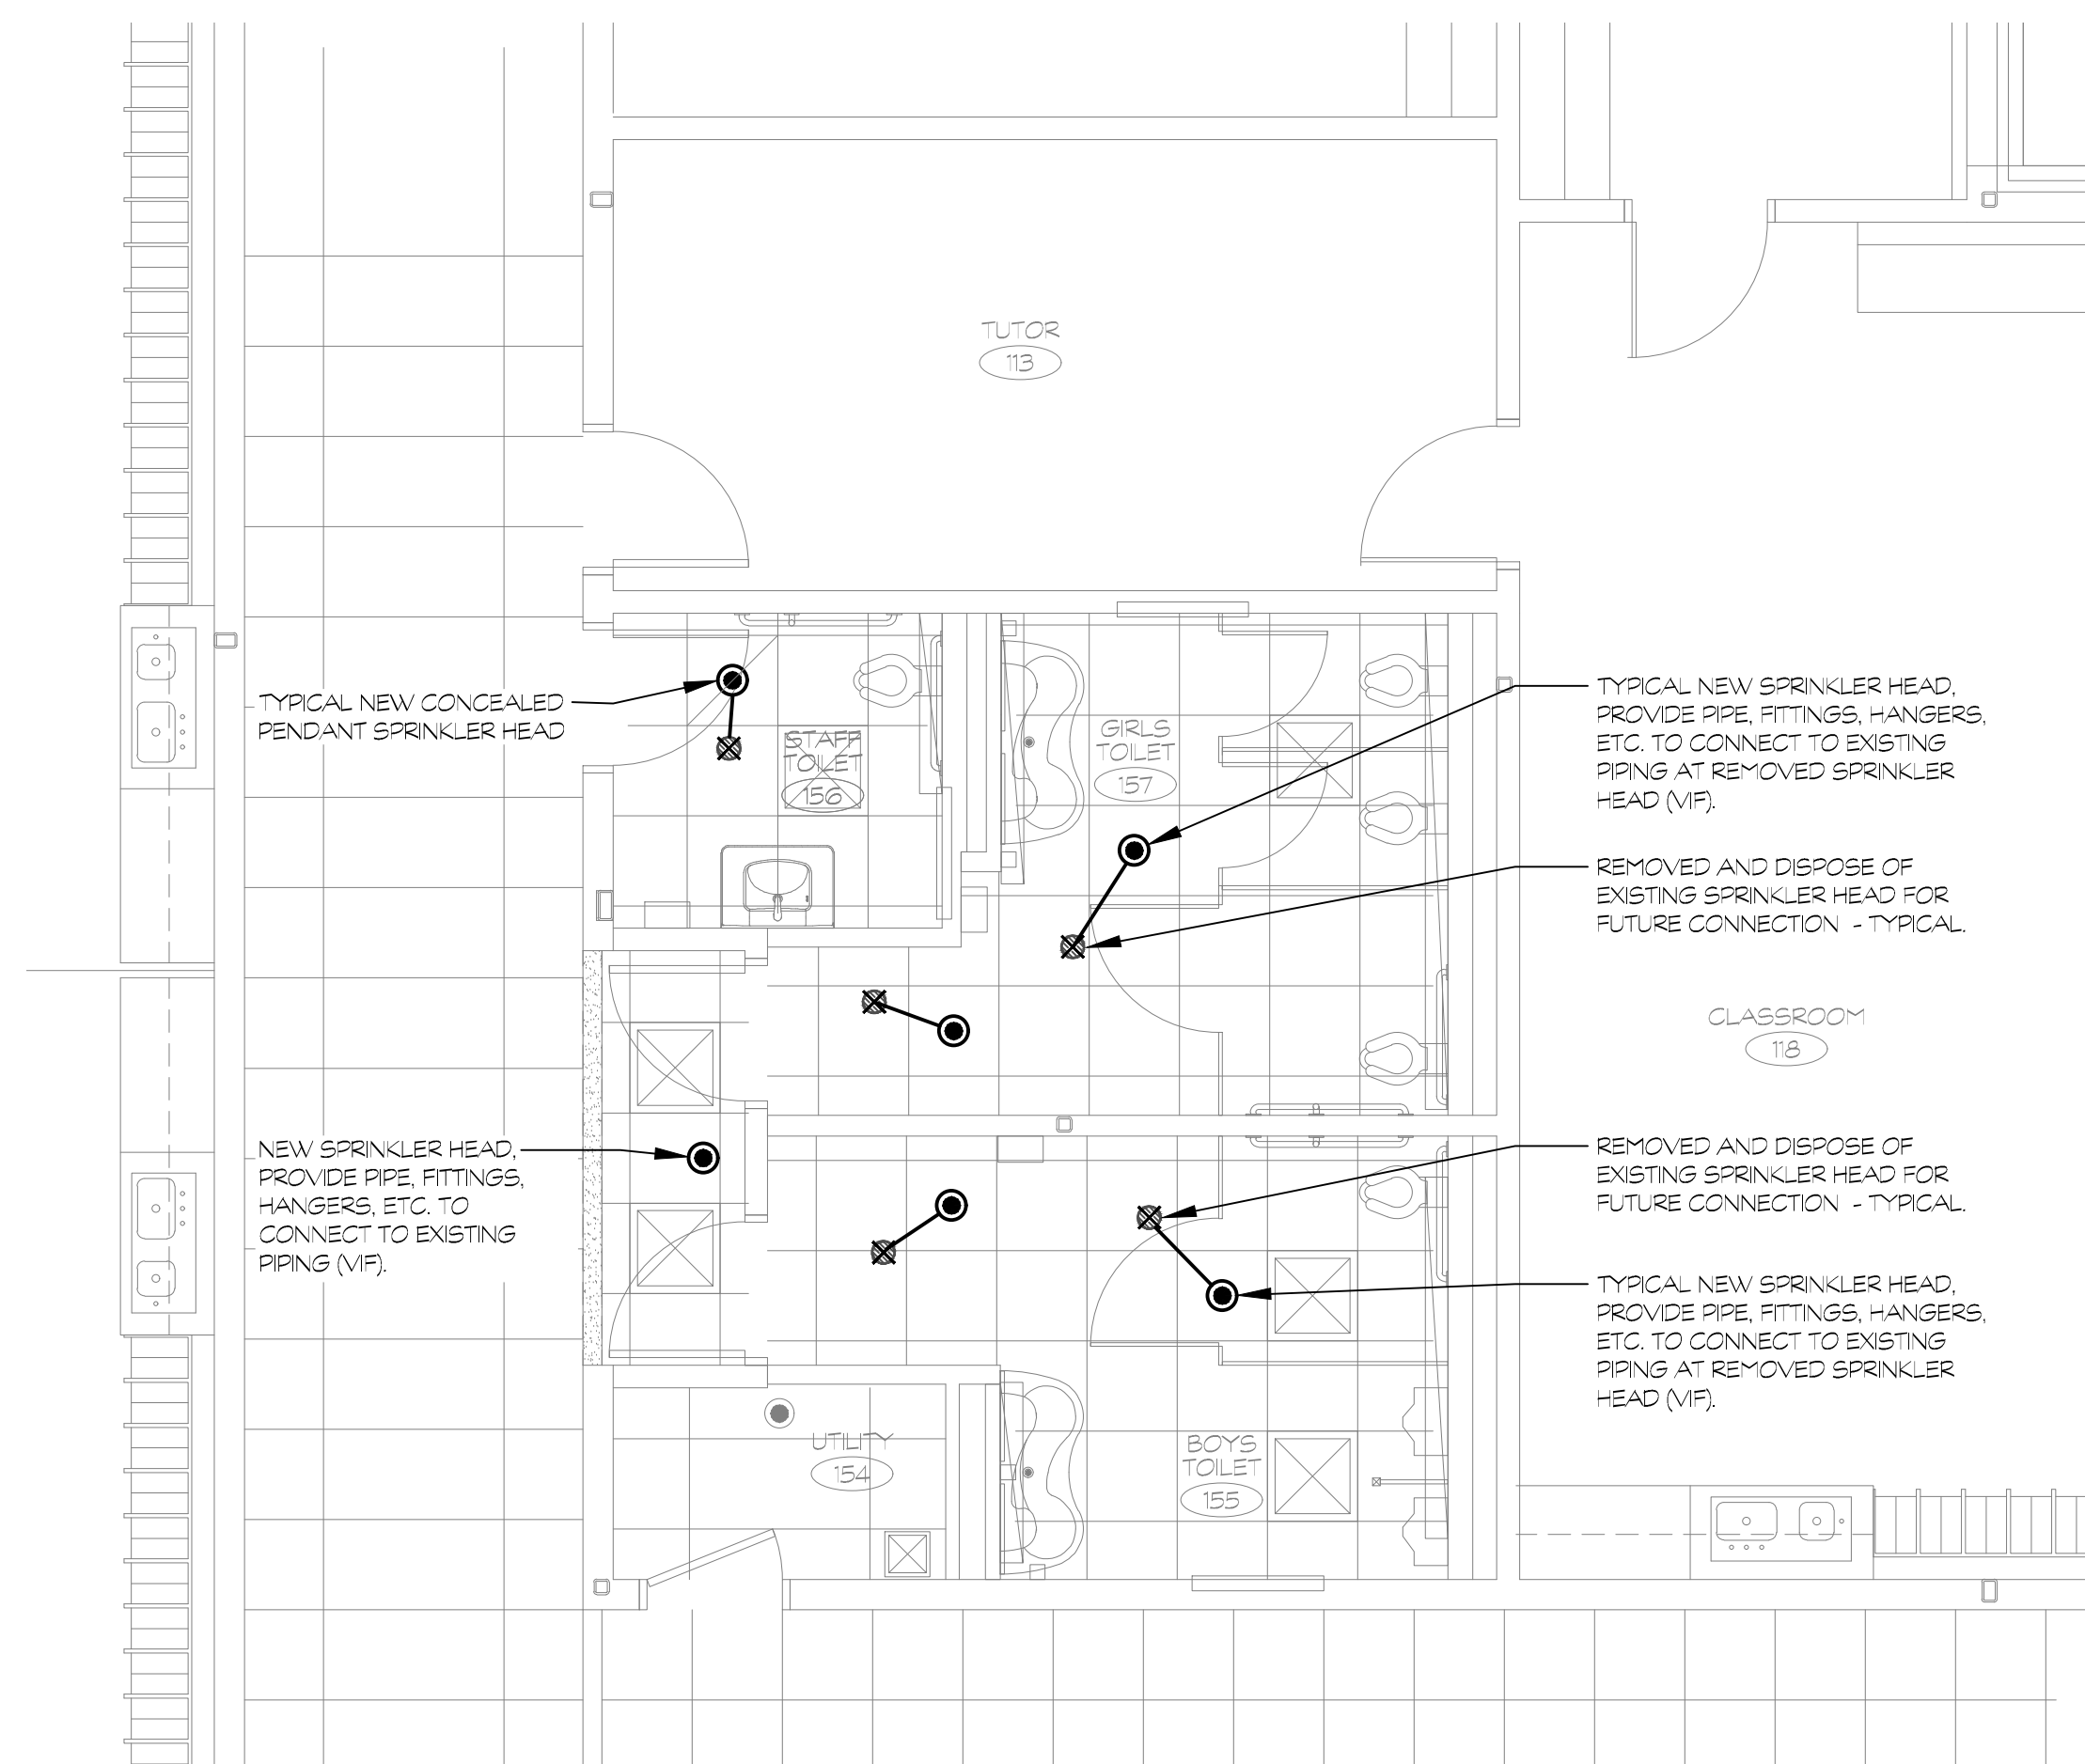 TUTOR
113
TYPICAL NEW CONCEALED
PENDANT SPRINKLER HEAD
STAFF
TOILET
156
GIRLS
TOILET
157
TYPICAL NEW SPRINKLER HEAD,
PROVIDE PIPE, FITTINGS, HANGERS,
ETC. TO CONNECT TO EXISTING
PIPING AT REMOVED SPRINKLER
HEAD (VIF).
REMOVED AND DISPOSE OF
EXISTING SPRINKLER HEAD FOR
FUTURE CONNECTION - TYPICAL.
CLASSROOM
118
NEW SPRINKLER HEAD,
PROVIDE PIPE, FITTINGS,
HANGERS, ETC. TO
CONNECT TO EXISTING
PIPING (VIF).
REMOVED AND DISPOSE OF
EXISTING SPRINKLER HEAD FOR
FUTURE CONNECTION - TYPICAL.
TYPICAL NEW SPRINKLER HEAD,
PROVIDE PIPE, FITTINGS, HANGERS,
ETC. TO CONNECT TO EXISTING
PIPING AT REMOVED SPRINKLER
HEAD (VIF).
UTILITY
154
BOYS
TOILET
155